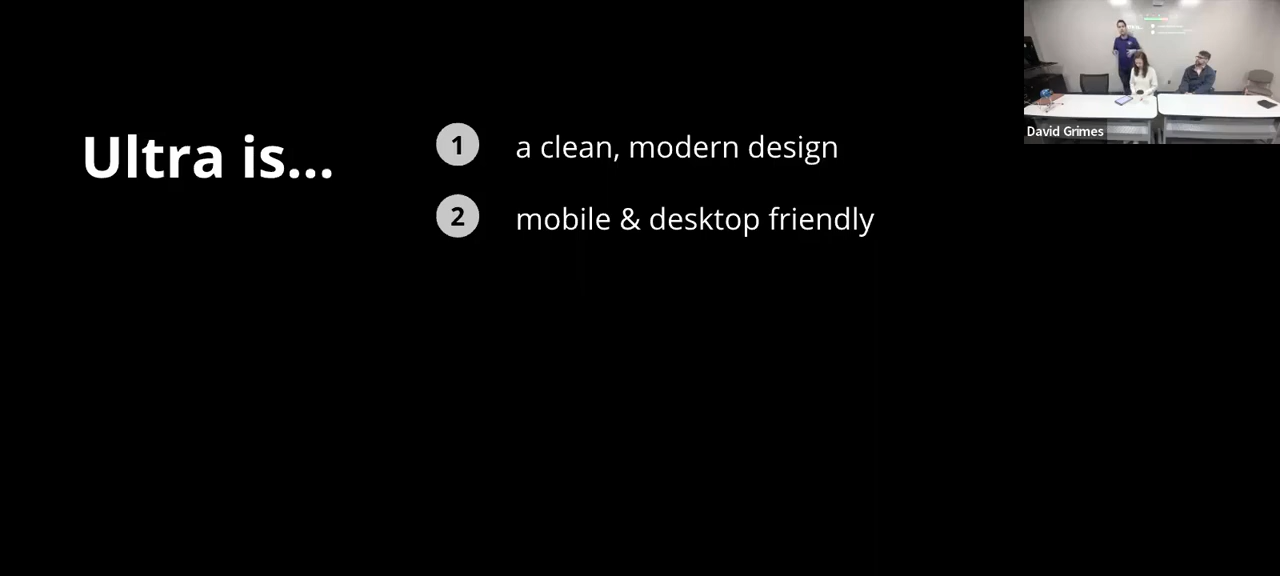 Ultra is...
1 a clean, modern design
2 mobile & desktop friendly
David Grimes